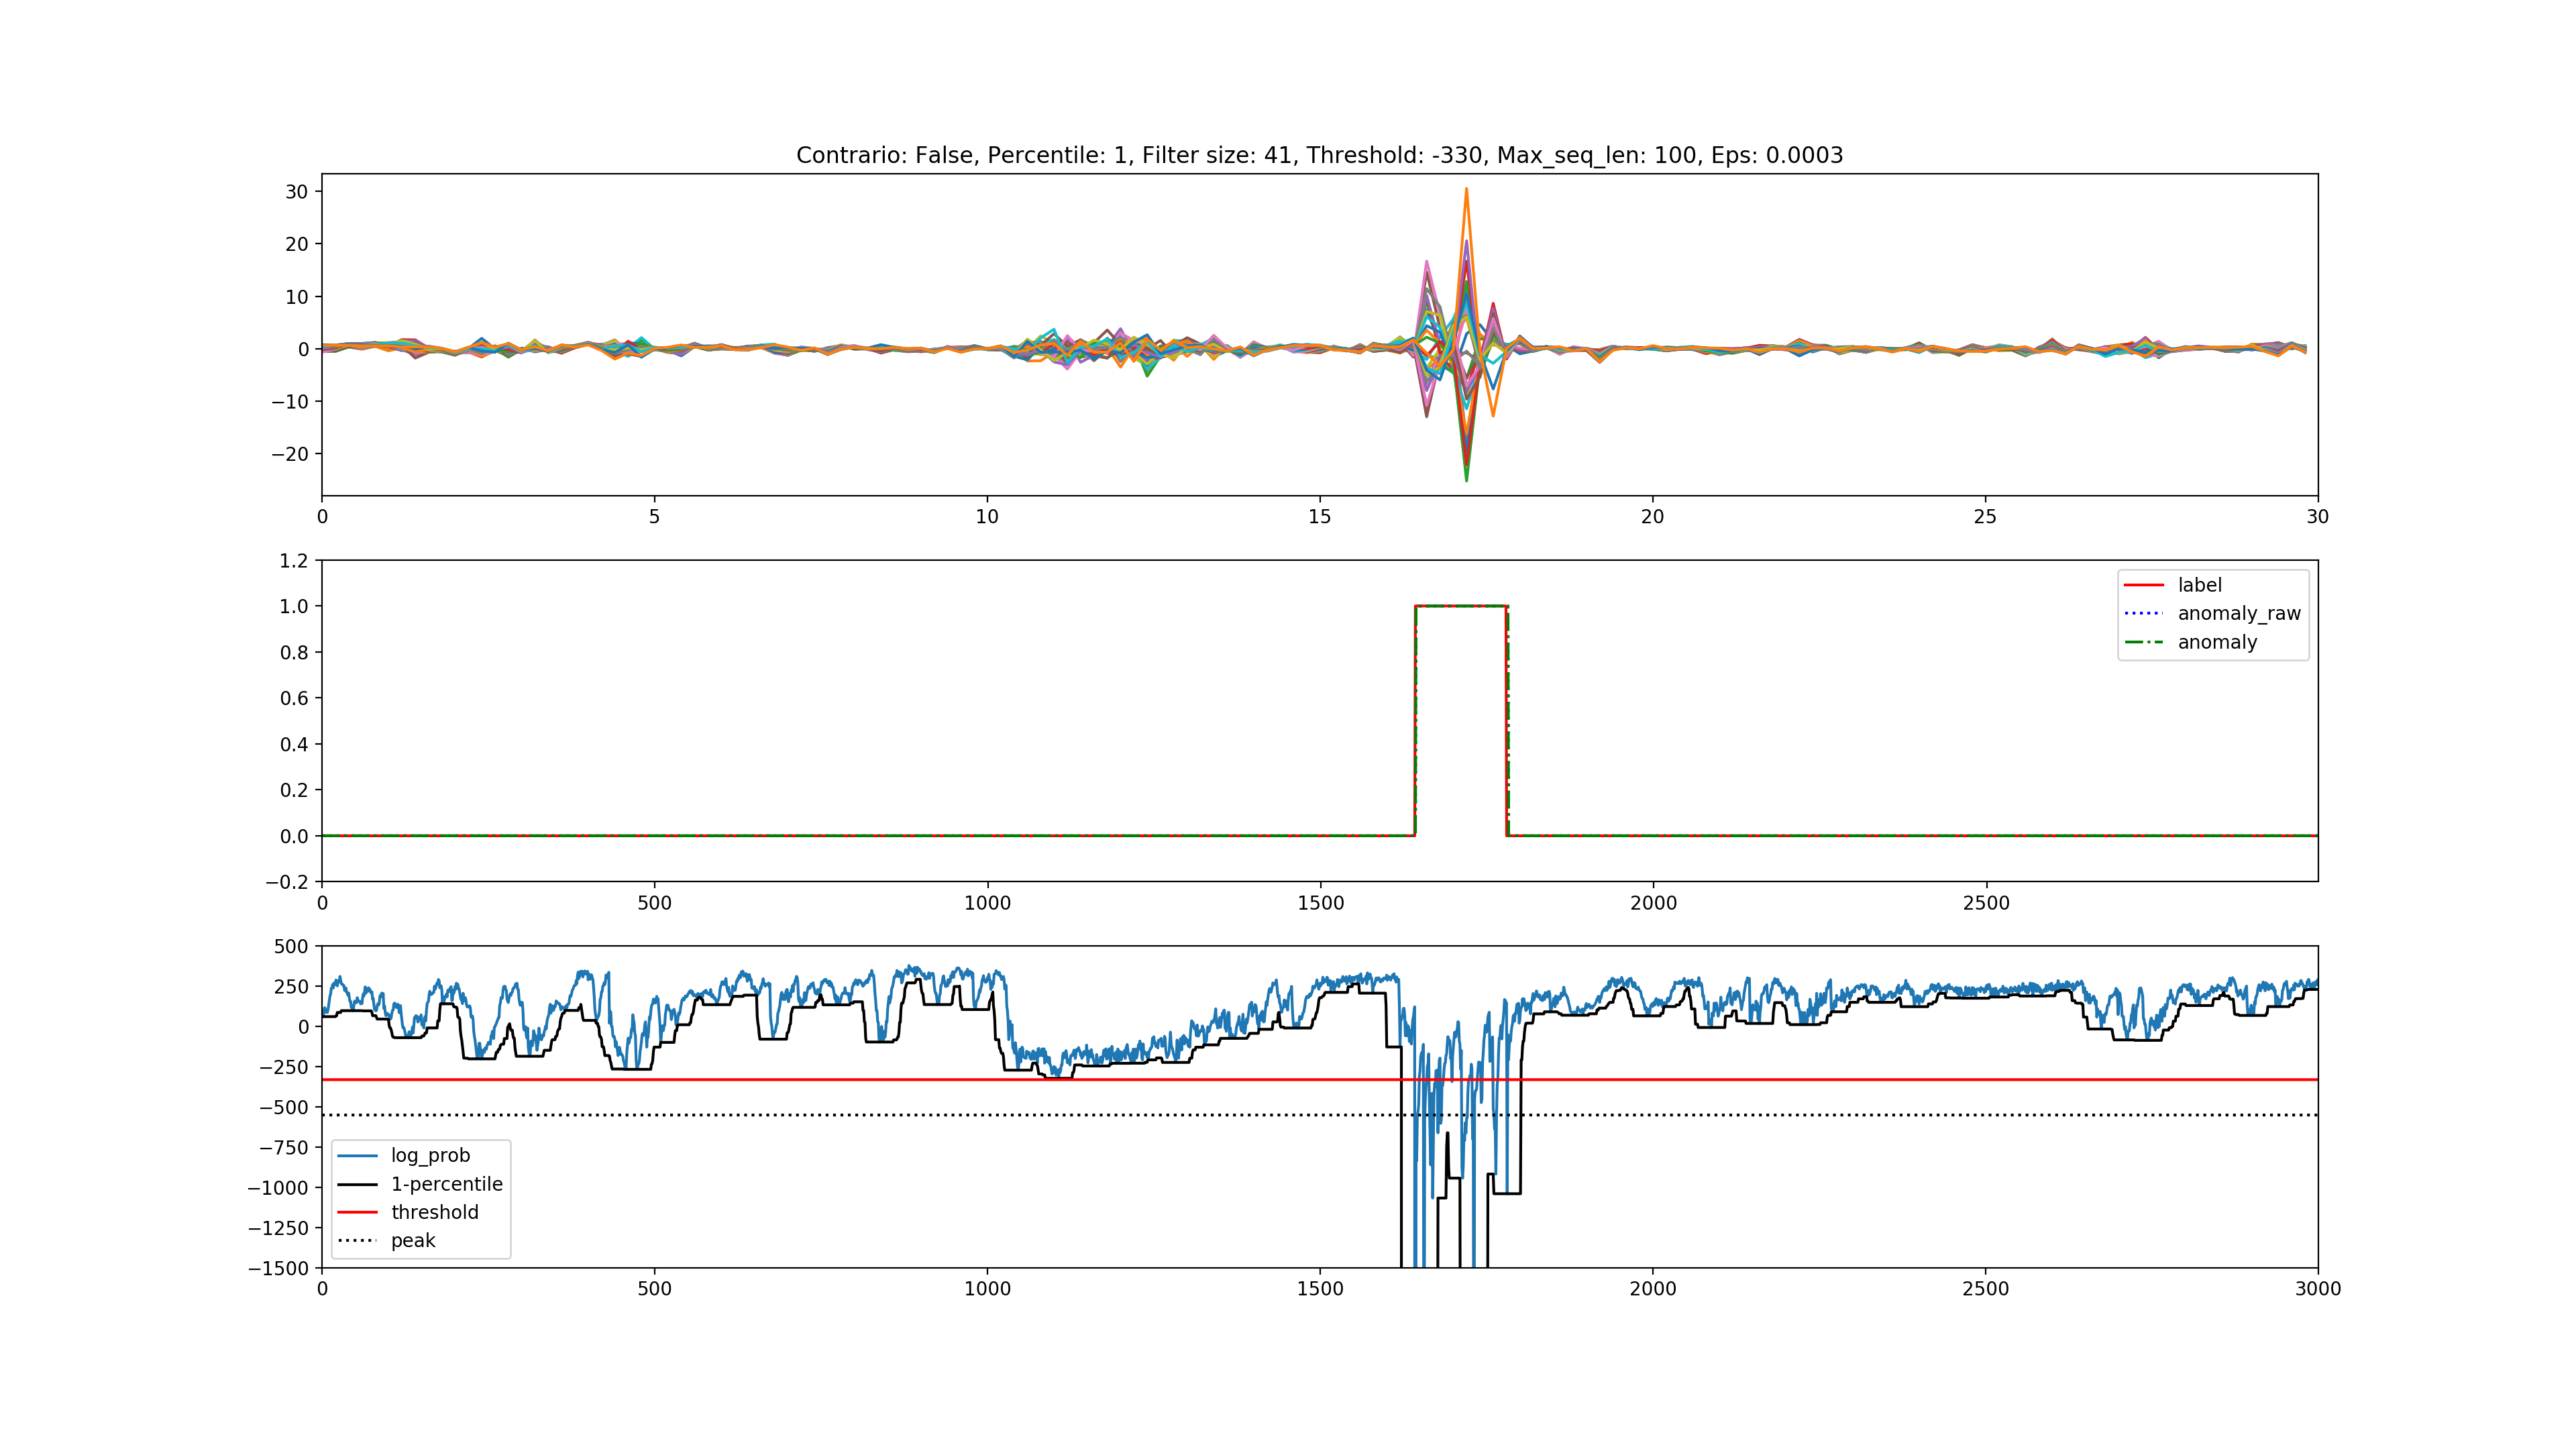 Contrario: False, Percentile: 1, Filter size: 41, Threshold: -330, Max_seq_len: 100, Eps: 0.0003
30
20
10
0
−10
−20
0 5 10 15 20 25 30
1.2
1.0
0.8
0.6
0.4
0.2
0.0
−0.2
label
anomaly_raw
anomaly
0 500 1000 1500 2000 2500
500
250
0
−250
−500
−750
−1000
−1250
−1500
log_prob
1-percentile
threshold
peak
0 500 1000 1500 2000 2500 3000